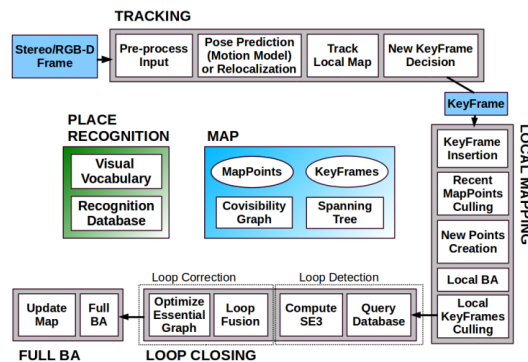 TRACKING
Stereo/RGB-D
Frame
Pre-process
Input
Pose Prediction
(Motion Model)
or Relocalization
Track
Local Map
New KeyFrame
Decision
KeyFrame
PLACE
RECOGNITION
Visual
Vocabulary
Recognition
Database
MAP
MapPoints
KeyFrames
Covisibility
Graph
Spanning
Tree
LOCAL MAPPING
KeyFrame
Insertion
Recent
MapPoints
Culling
New Points
Creation
Local BA
Local
KeyFrames
Culling
Loop Correction
Loop Detection
Update
Map
Full
BA
Optimize
Essential
Graph
Loop
Fusion
Compute
SE3
Query
Database
FULL BA
LOOP CLOSING